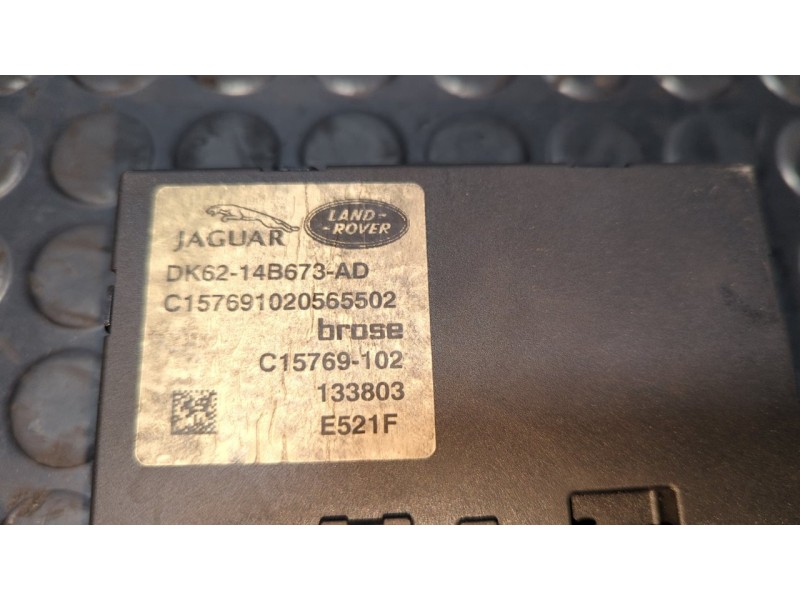 JAGUAR
LAND-
-ROVER
DK62-14B673-AD
C157691020565502
brose
C15769-102
133803
E521F